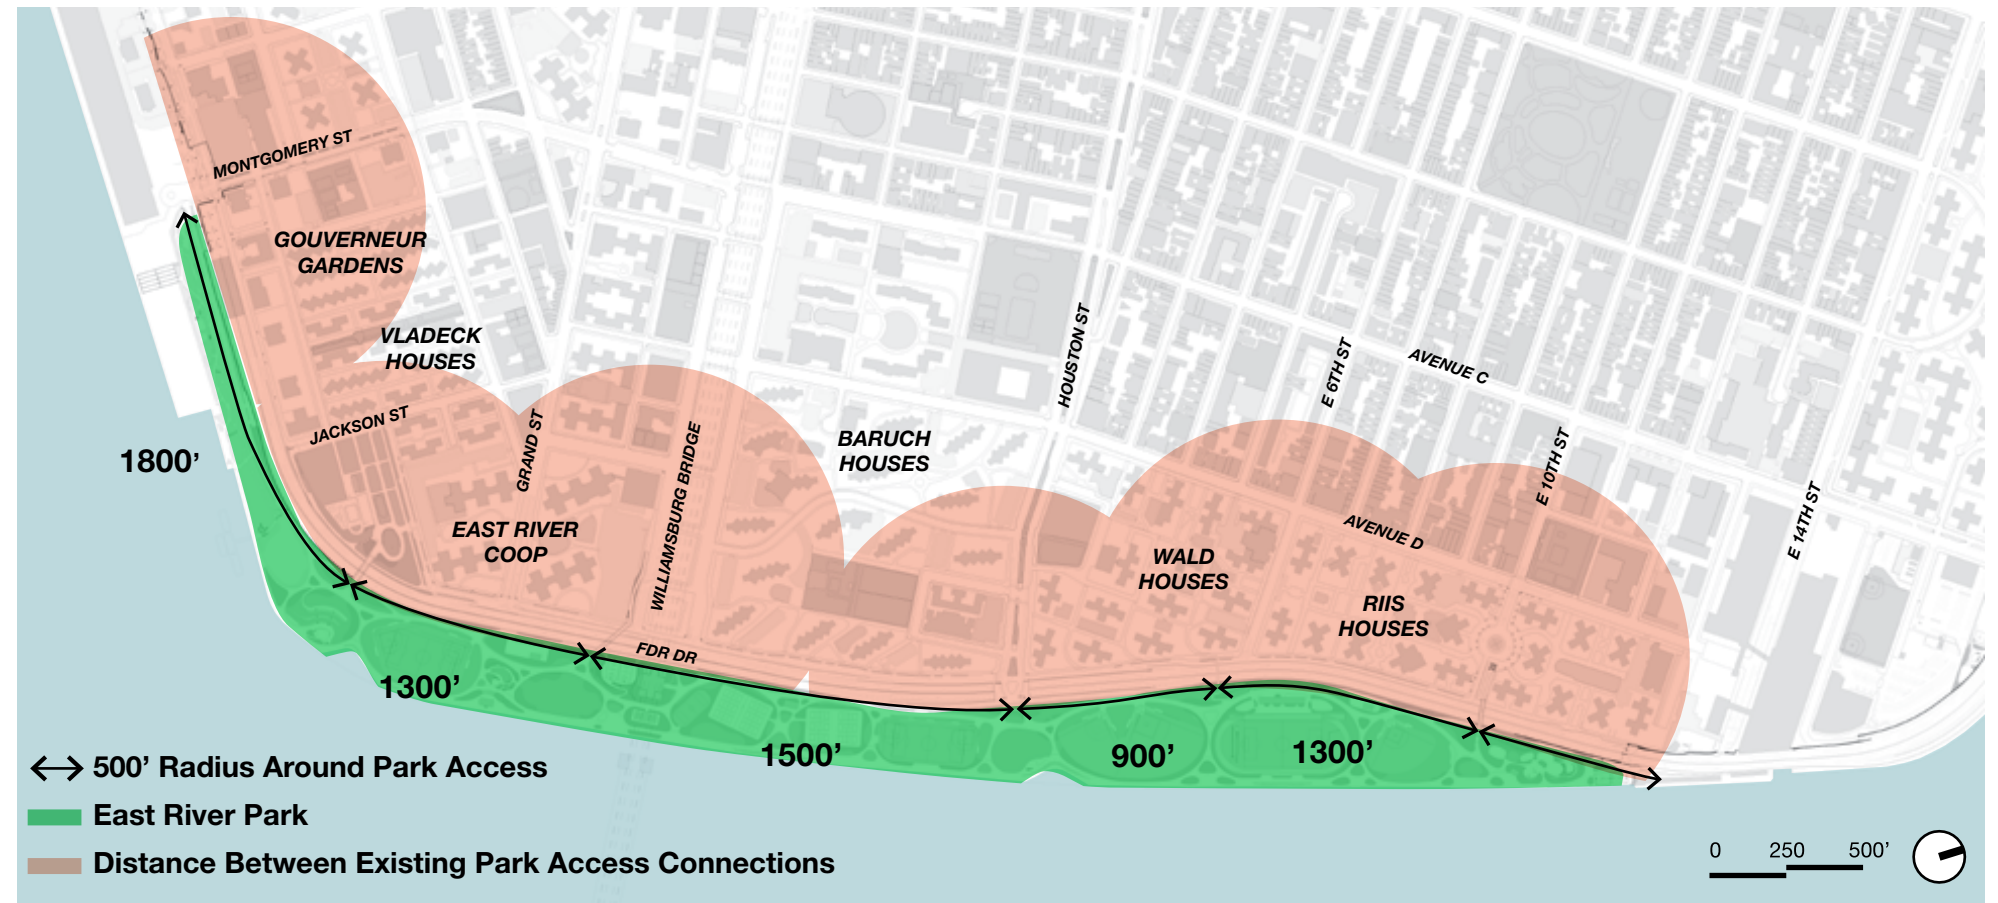 MONTGOMERY ST
GOUVERNEUR
GARDENS
VLADECK
HOUSES
JACKSON ST
GRAND ST
EAST RIVER
COOP
WILLIAMSBURG BRIDGE
BARUCH
HOUSES
HOUSTON ST
E 6TH ST
AVENUE C
E 10TH ST
E 14TH ST
AVENUE D
WALD
HOUSES
RIIS
HOUSES
FDR DR
1800’
1300’
1500’
900’
1300’
500’ Radius Around Park Access
East River Park
Distance Between Existing Park Access Connections
0 250 500’